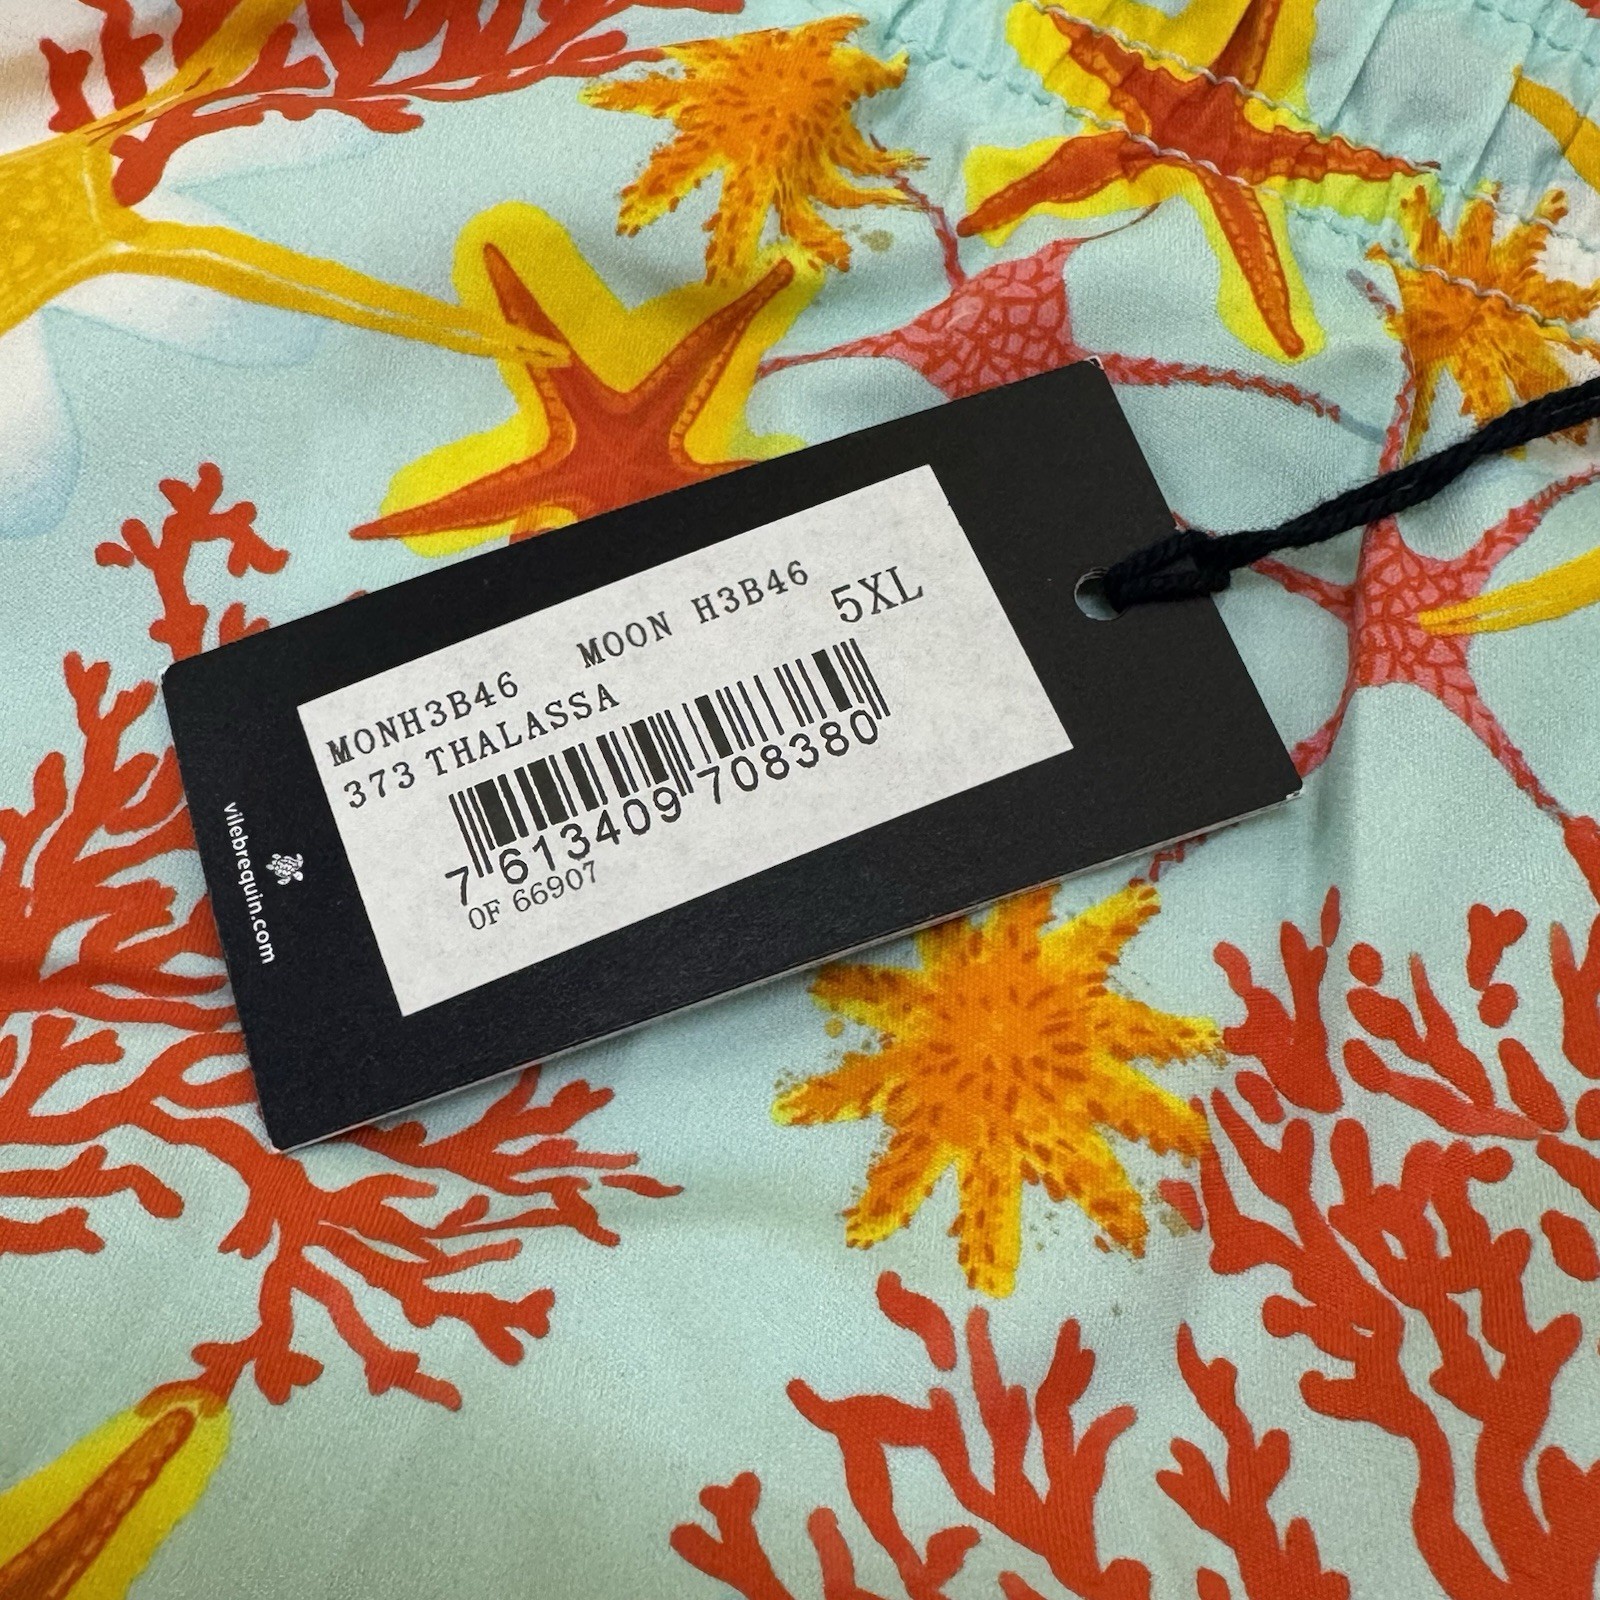 MONH3B46 MOON H3B46
373 THALASSA 5XL
7 613409 708380
OF 66907
vilebrequin.com